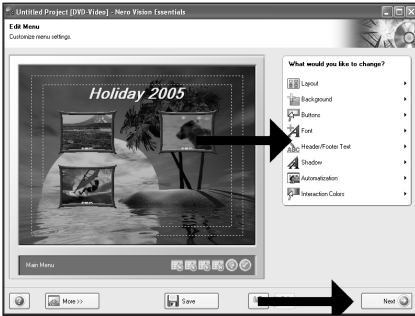 Untitled Project [DVD-Video] - Nero Vision Essentials
Edit Menu
Customize menu settings.
Holiday 2005
Main Menu
What would you like to change?
Layout
Background
Buttons
Font
Header/Footer Text
Shadow
Automatization
Interaction Colors
More >>
Save
Next